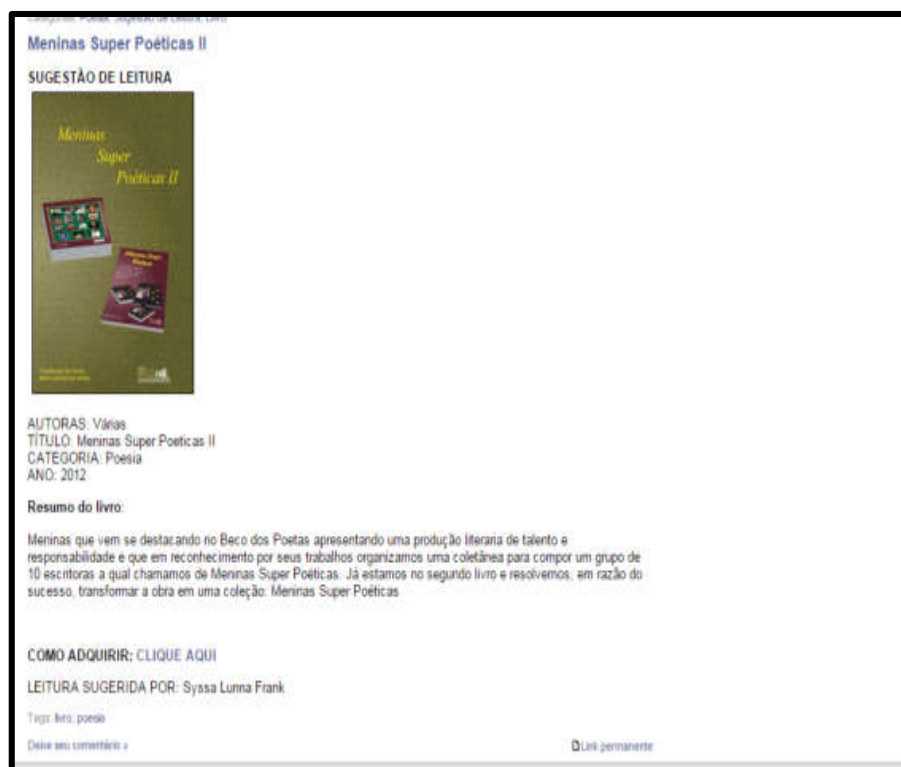 Meninas Super Poéticas II
SUGESTÃO DE LEITURA
Meninas
Super
Poéticas II
AUTORAS: Várias
TÍTULO: Meninas Super Poeticas II
CATEGORIA: Poesia
ANO: 2012
Resumo do livro:
Meninas que vem se destacando no Beco dos Poetas apresentando uma produção literaria de talento e
responsabilidade e que em reconhecimento por seus trabalhos organizamos uma coletânea para compor um grupo de
10 escritoras a qual chamamos de Meninas Super Poéticas. Já estamos no segundo livro e resolvemos, em razão do
sucesso, transformar a obra em uma coleção: Meninas Super Poéticas
COMO ADQUIRIR: CLIQUE AQUI
LEITURA SUGERIDA POR: Syssa Lunna Frank
Tags: livro, poesia
Deixe seu comentário »
Link permanente